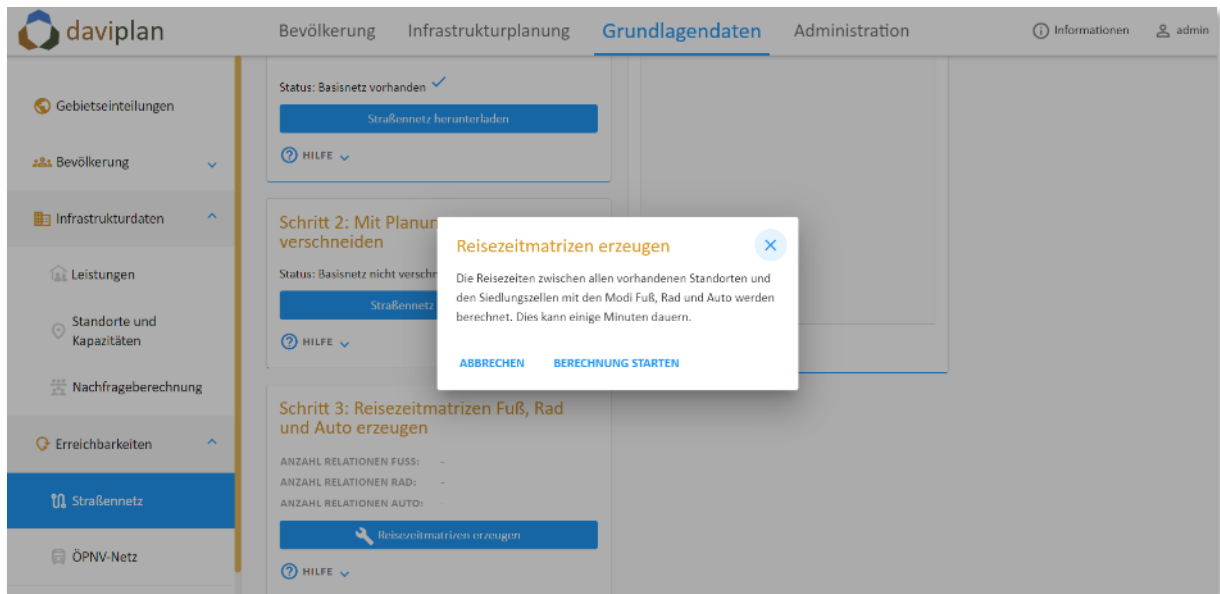 daviplan
Bevölkerung
Infrastrukturplanung
Grundlagendaten
Administration
Informationen
admin
Gebietseinteilungen
Bevölkerung
Infrastrukturdaten
Leistungen
Standorte und
Kapazitäten
Nachfrageberechnung
Erreichbarkeiten
Straßennetz
ÖPNV-Netz
Status: Basisnetz vorhanden
Straßennetz herunterladen
HILFE
Schritt 2: Mit Planun
verschneiden
Status: Basisnetz nicht verschn
Straßennetz
HILFE
Schritt 3: Reisezeitmatrizen Fuß, Rad
und Auto erzeugen
ANZAHL RELATIONEN FUSS: -
ANZAHL RELATIONEN RAD: -
ANZAHL RELATIONEN AUTO: -
Reisezeitmatrizen erzeugen
HILFE
Reisezeitmatrizen erzeugen
Die Reisezeiten zwischen allen vorhandenen Standorten und
den Siedlungszellen mit den Modi Fuß, Rad und Auto werden
berechnet. Dies kann einige Minuten dauern.
ABBRECHEN
BERECHNUNG STARTEN